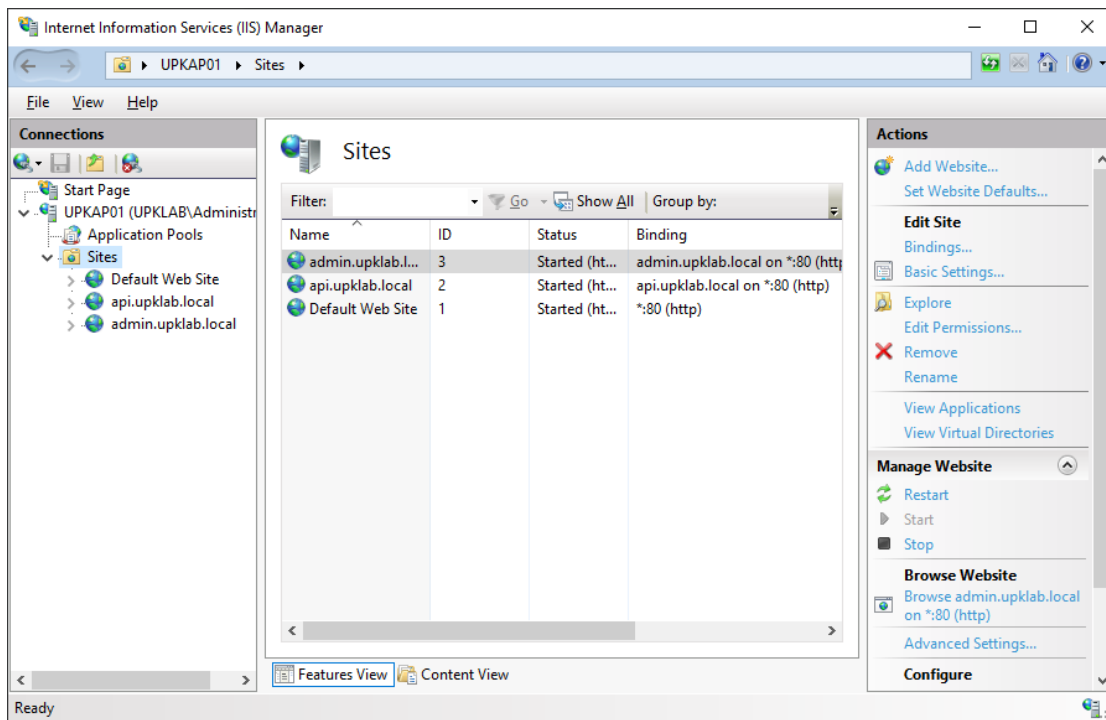 Internet Information Services (IIS) Manager
UPKAP01 Sites
File View Help
Connections
Start Page
UPKAP01 (UPKLAB\Administr
Application Pools
Sites
Default Web Site
api.upklab.local
admin.upklab.local
Sites
Filter: Go Show All Group by:
Name ID Status Binding
admin.upklab.l... 3 Started (ht... admin.upklab.local on *:80 (http
api.upklab.local 2 Started (ht... api.upklab.local on *:80 (http)
Default Web Site 1 Started (ht... *:80 (http)
Features View Content View
Actions
Add Website...
Set Website Defaults...
Edit Site
Bindings...
Basic Settings...
Explore
Edit Permissions...
Remove
Rename
View Applications
View Virtual Directories
Manage Website
Restart
Start
Stop
Browse Website
Browse admin.upklab.local
on *:80 (http)
Advanced Settings...
Configure
Ready